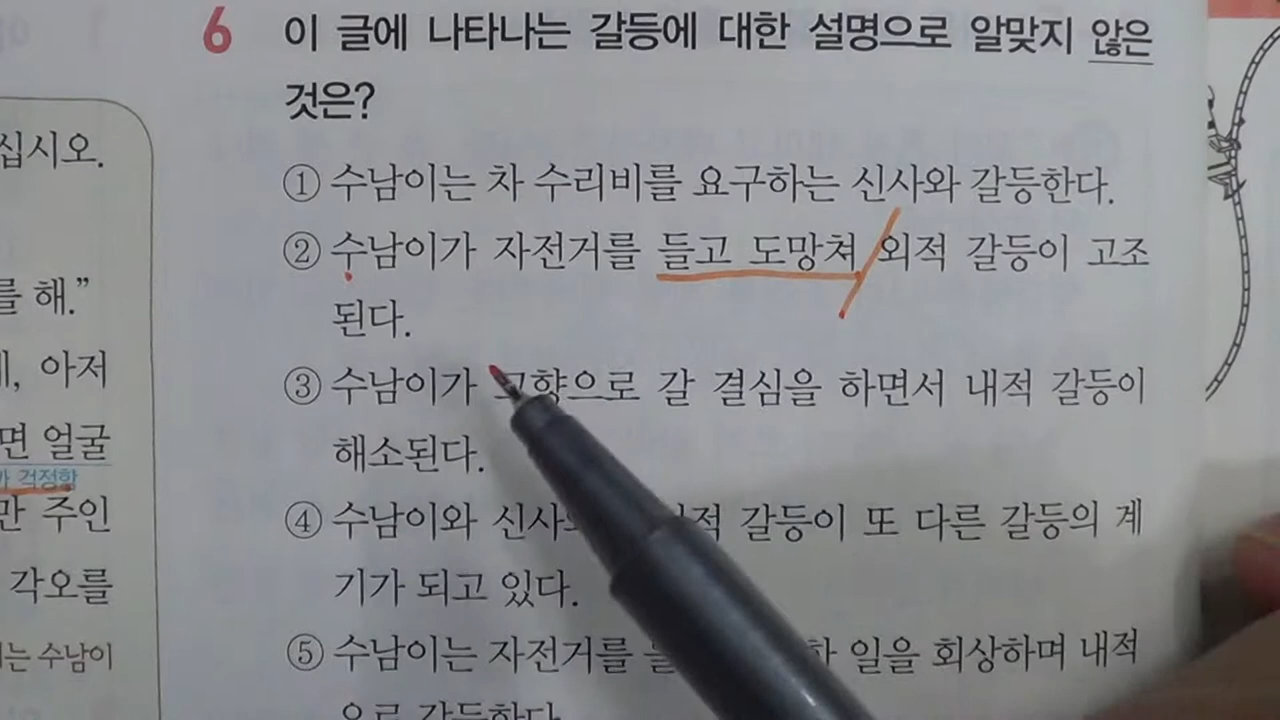 6 이 글에 나타나는 갈등에 대한 설명으로 알맞지 않은
것은?
① 수남이는 차 수리비를 요구하는 신사와 갈등한다.
② 수남이가 자전거를 들고 도망쳐 외적 갈등이 고조
된다.
③ 수남이가 고향으로 갈 결심을 하면서 내적 갈등이
해소된다.
④ 수남이와 적 갈등이 또 다른 갈등의 계
기가 되고 있다.
⑤ 수남이는 자전거를 일을 회상하며 내적
으로 갈등한다.
십시오.
를 해.”
아저
면 얼굴
걱정함
만 주인
각오를
는 수남이